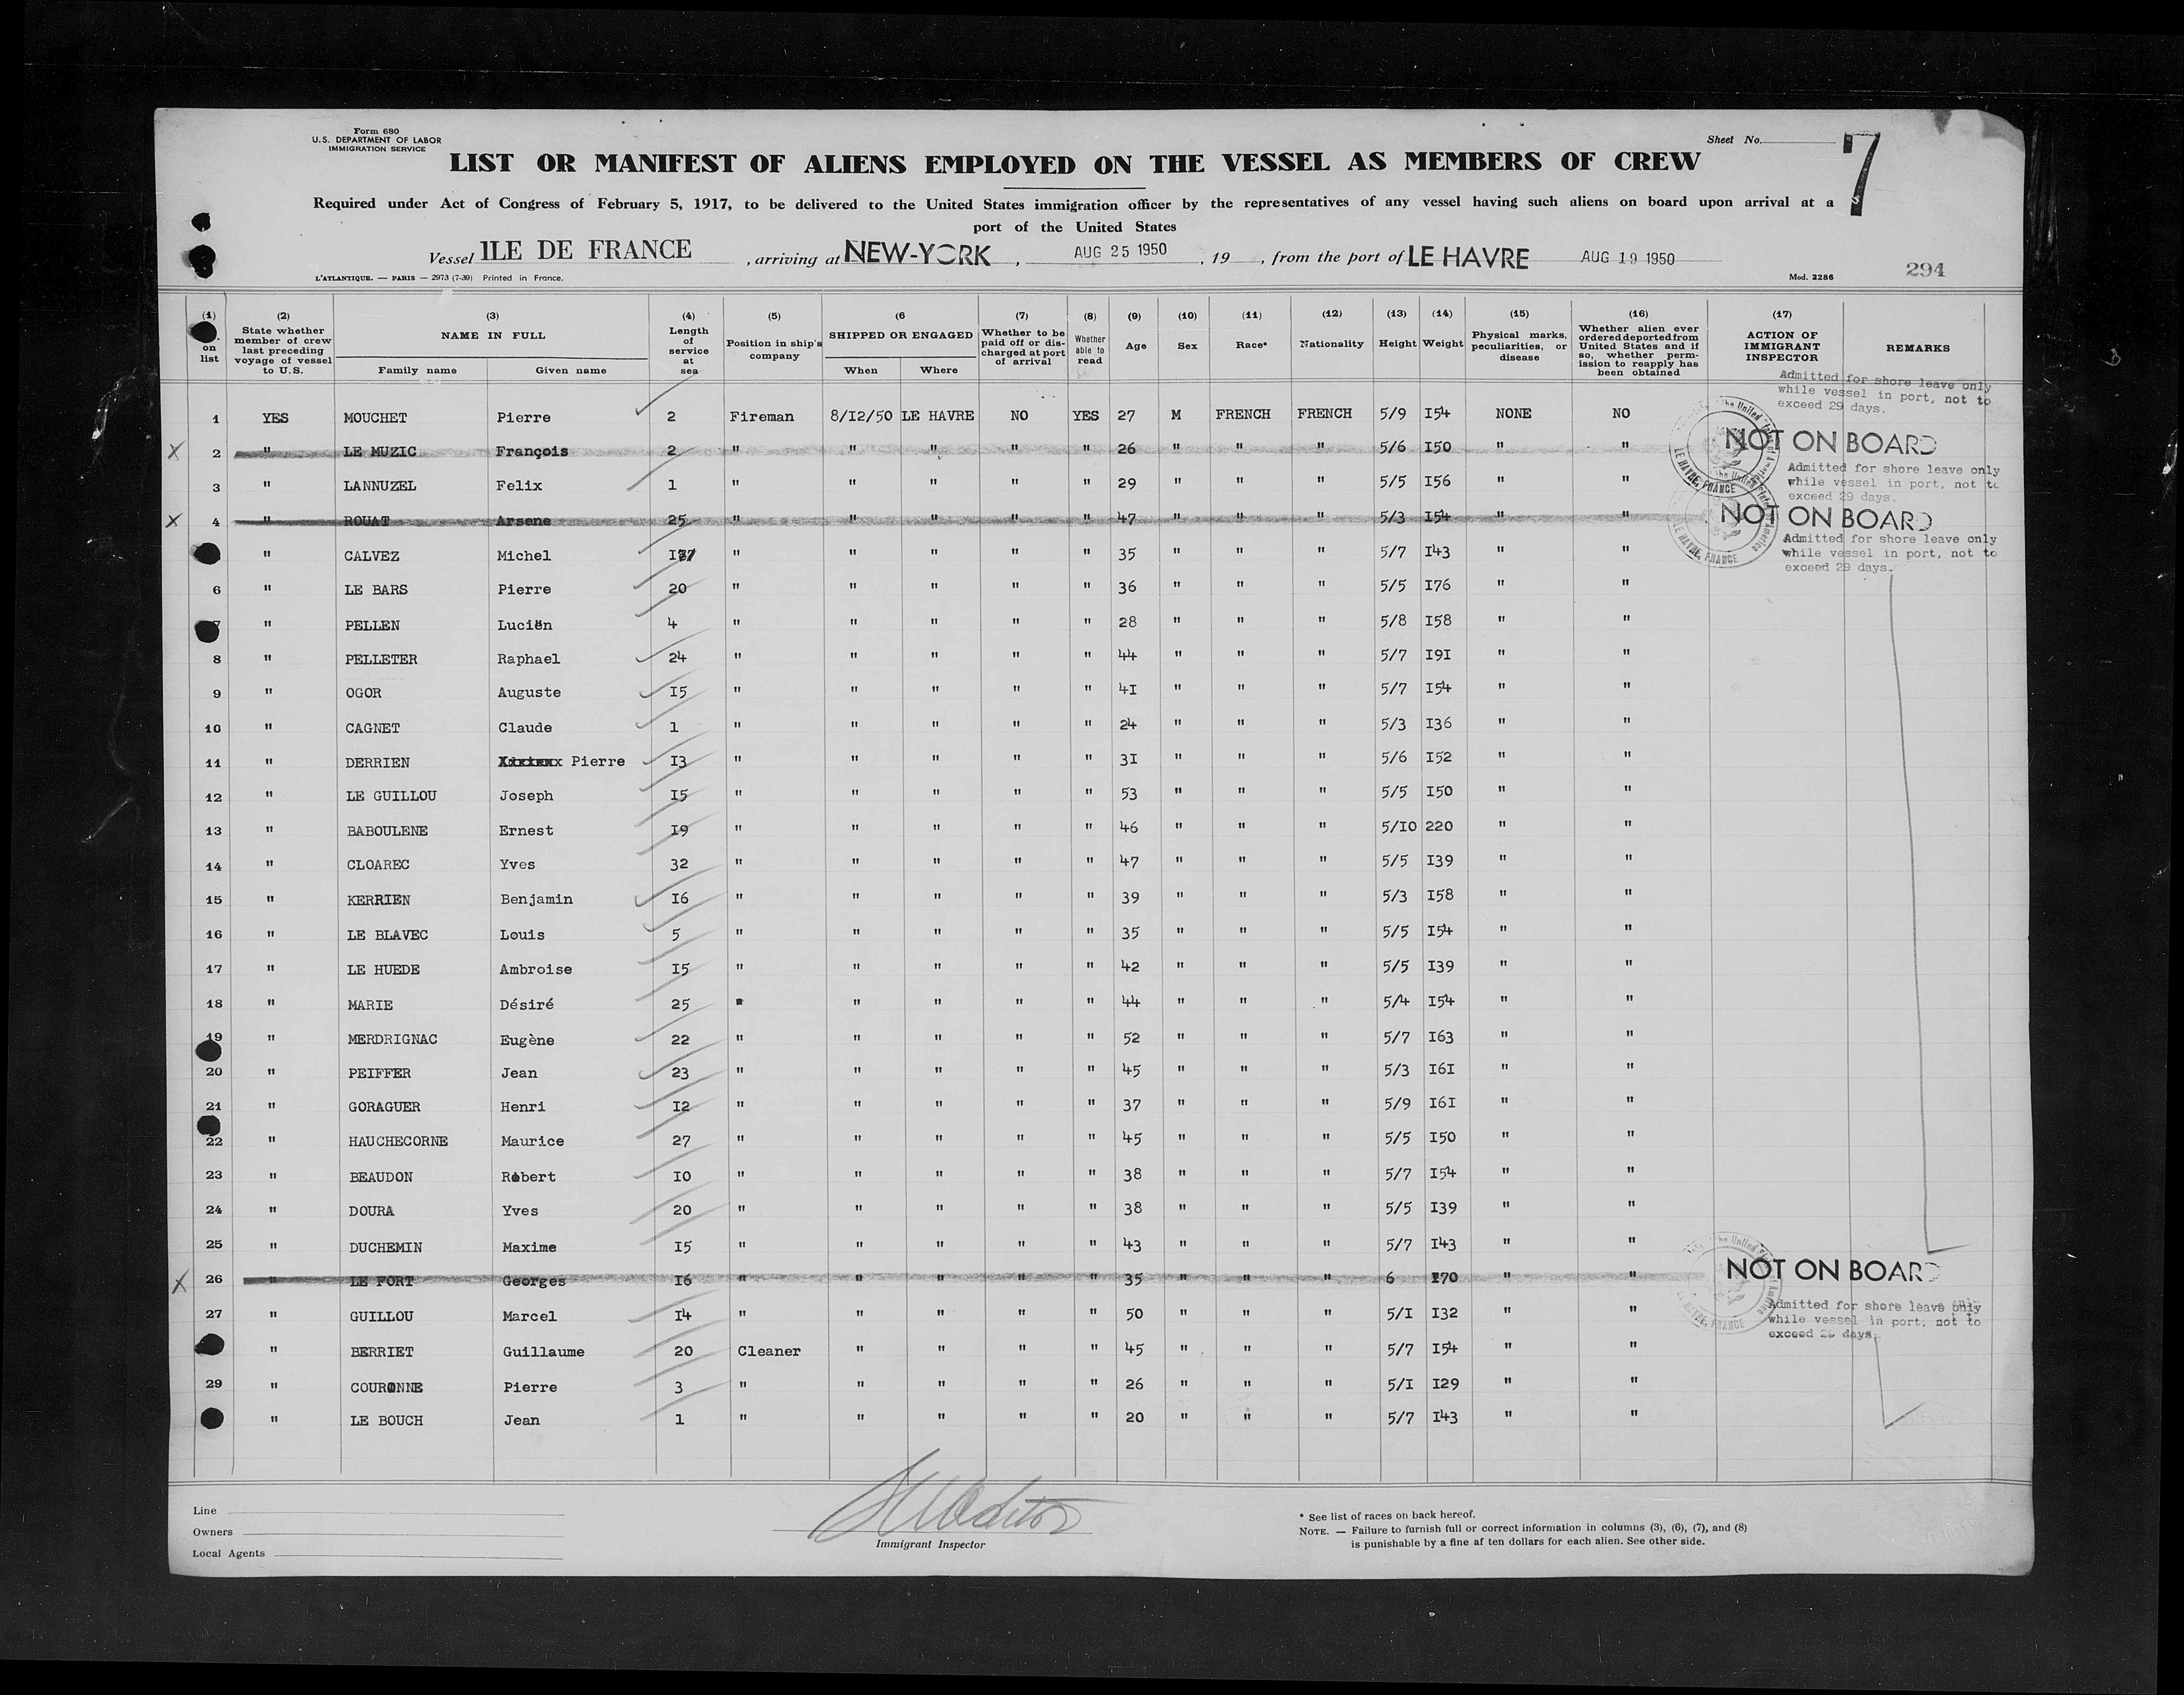 Form 680
U.S. DEPARTMENT OF LABOR
IMMIGRATION SERVICE
Sheet No. 7
LIST OR MANIFEST OF ALIENS EMPLOYED ON THE VESSEL AS MEMBERS OF CREW
Required under Act of Congress of February 5, 1917, to be delivered to the United States immigration officer by the representatives of any vessel having such aliens on board upon arrival at a
port of the United States
Vessel ILE DE FRANCE , arriving at NEW-YORK , AUG 25 1950 , 19 , from the port of LE HAVRE AUG 19 1950
L'ATLANTIQUE. — PARIS — 2973 (7-39) Printed in France.
Mod. 2286
294
(1) on list
(2) State whether member of crew last preceding voyage of vessel to U.S.
(3) NAME IN FULL Family name Given name
(4) Length of service at sea
(5) Position in ship's company
(6 SHIPPED OR ENGAGED When Where
(7) Whether to be paid off or discharged at port of arrival
(8) Whether able to read
(9) Age
(10) Sex
(11) Race*
(12) Nationality
(13) Height
(14) Weight
(15) Physical marks, peculiarities, or disease
(16) Whether alien ever ordered deported from United States and if so, whether permission to reapply has been obtained
(17) ACTION OF IMMIGRANT INSPECTOR
REMARKS
Admitted for shore leave only
while vessel in port, not to
exceed 29 days.
1 YES MOUCHET Pierre 2 Fireman 8/12/50 LE HAVRE NO YES 27 M FRENCH FRENCH 5/9 154 NONE NO
X 2 " LE MUZIC François 2 " " " " " 26 " " " 5/6 150 " " NOT ON BOARD
Admitted for shore leave only
while vessel in port, not to
exceed 29 days.
3 " LANNUZEL Felix 1 " " " " " 29 " " " 5/5 156 " "
X 4 " ROUAT Arsene 25 " " " " " 47 " " " 5/3 154 " " NOT ON BOARD
Admitted for shore leave only
while vessel in port, not to
exceed 29 days.
" CALVEZ Michel " " " " " 35 " " " 5/7 143 " "
6 " LE BARS Pierre 20 " " " " " 36 " " " 5/5 176 " "
7 " PELLEN Lucien 4 " " " " " 28 " " " 5/8 158 " "
8 " PELLETER Raphael 24 " " " " " 44 " " " 5/7 191 " "
9 " OGOR Auguste 15 " " " " " 41 " " " 5/7 154 " "
10 " CAGNET Claude 1 " " " " " 24 " " " 5/3 136 " "
11 " DERRIEN Pierre 13 " " " " " 31 " " " 5/6 152 " "
12 " LE GUILLOU Joseph 15 " " " " " 53 " " " 5/5 150 " "
13 " BABOULENE Ernest 19 " " " " " 46 " " " 5/10 220 " "
14 " CLOAREC Yves 32 " " " " " 47 " " " 5/5 139 " "
15 " KERRIEN Benjamin 16 " " " " " 39 " " " 5/3 158 " "
16 " LE BLAVEC Louis 5 " " " " " 35 " " " 5/5 154 " "
17 " LE HUEDE Ambroise 15 " " " " " 42 " " " 5/5 139 " "
18 " MARIE Désiré 25 " " " " " 44 " " " 5/4 154 " "
19 " MERDRIGNAC Eugène 22 " " " " " 52 " " " 5/7 163 " "
20 " PEIFFER Jean 23 " " " " " 45 " " " 5/3 161 " "
21 " GORAGUER Henri 12 " " " " " 37 " " " 5/9 161 " "
22 " HAUCHECORNE Maurice 27 " " " " " 45 " " " 5/5 150 " "
23 " BEAUDON Robert 10 " " " " " 38 " " " 5/7 154 " "
24 " DOURA Yves 20 " " " " " 38 " " " 5/5 139 " "
25 " DUCHEMIN Maxime 15 " " " " " 43 " " " 5/7 143 " "
X 26 " LE FORT Georges 16 " " " " " 35 " " " 6 170 " " NOT ON BOARD
27 " GUILLOU Marcel 14 " " " " " 50 " " " 5/1 132 " "
Admitted for shore leave only
while vessel in port, not to
exceed 29 days.
" BERRIET Guillaume 20 Cleaner " " " " 45 " " " 5/7 154 " "
29 " COURONNE Pierre 3 " " " " " 26 " " " 5/1 129 " "
" LE BOUCH Jean 1 " " " " " 20 " " " 5/7 143 " "
LE HAVRE, FRANCE
Line
Owners
Local Agents
Immigrant Inspector
* See list of races on back hereof.
NOTE. — Failure to furnish full or correct information in columns (3), (6), (7), and (8)
is punishable by a fine af ten dollars for each alien. See other side.